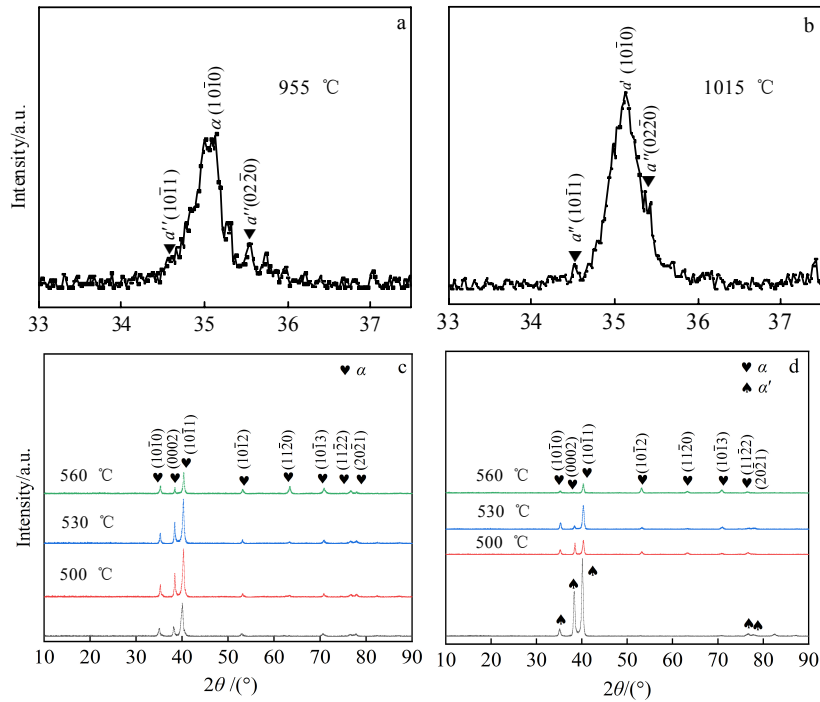 a
955 ℃
a″(101̄1)
α (101̄0)
a″(022̄0)
Intensity/a.u.
33 34 35 36 37
b
1015 ℃
a″ (101̄1)
a′ (101̄0)
a″(022̄0)
33 34 35 36 37
c
♥ α
(101̄0)
(0002)
(101̄1)
(1012)
(112̄0)
(101̄3)
(112̄2)
(202̄1)
560 ℃
530 ℃
500 ℃
Intensity/a.u.
10 20 30 40 50 60 70 80 90
2θ /(°)
d
♥ α
♠ α′
(101̄0)
(0002)
(101̄1)
(101̄2)
(112̄0)
(101̄3)
(112̄2)
(202̄1)
560 ℃
530 ℃
500 ℃
10 20 30 40 50 60 70 80 90
2θ/(°)